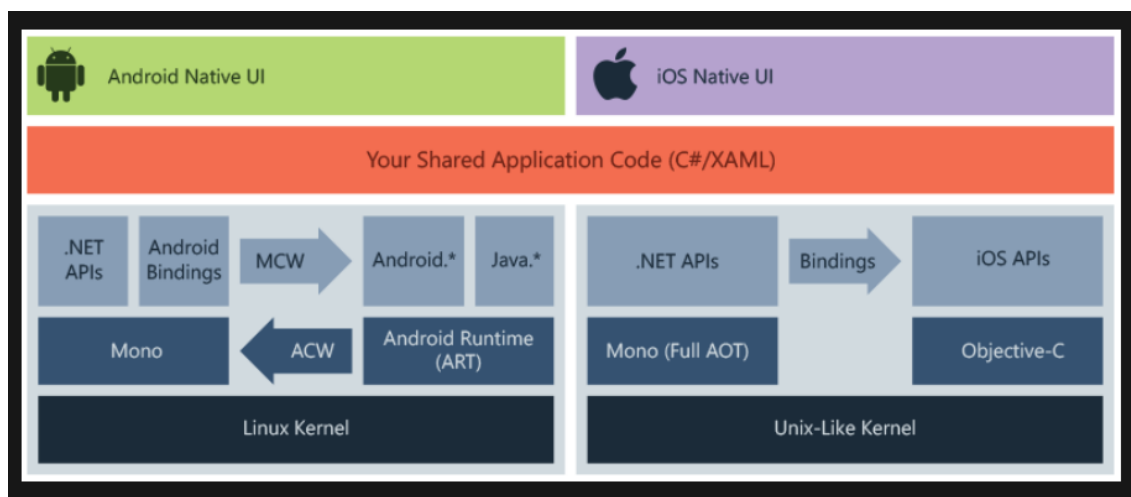 Android Native UI
iOS Native UI
Your Shared Application Code (C#/XAML)
.NET
APIs
Android
Bindings
MCW
Android.*
Java.*
Mono
ACW
Android Runtime
(ART)
Linux Kernel
.NET APIs
Bindings
iOS APIs
Mono (Full AOT)
Objective-C
Unix-Like Kernel